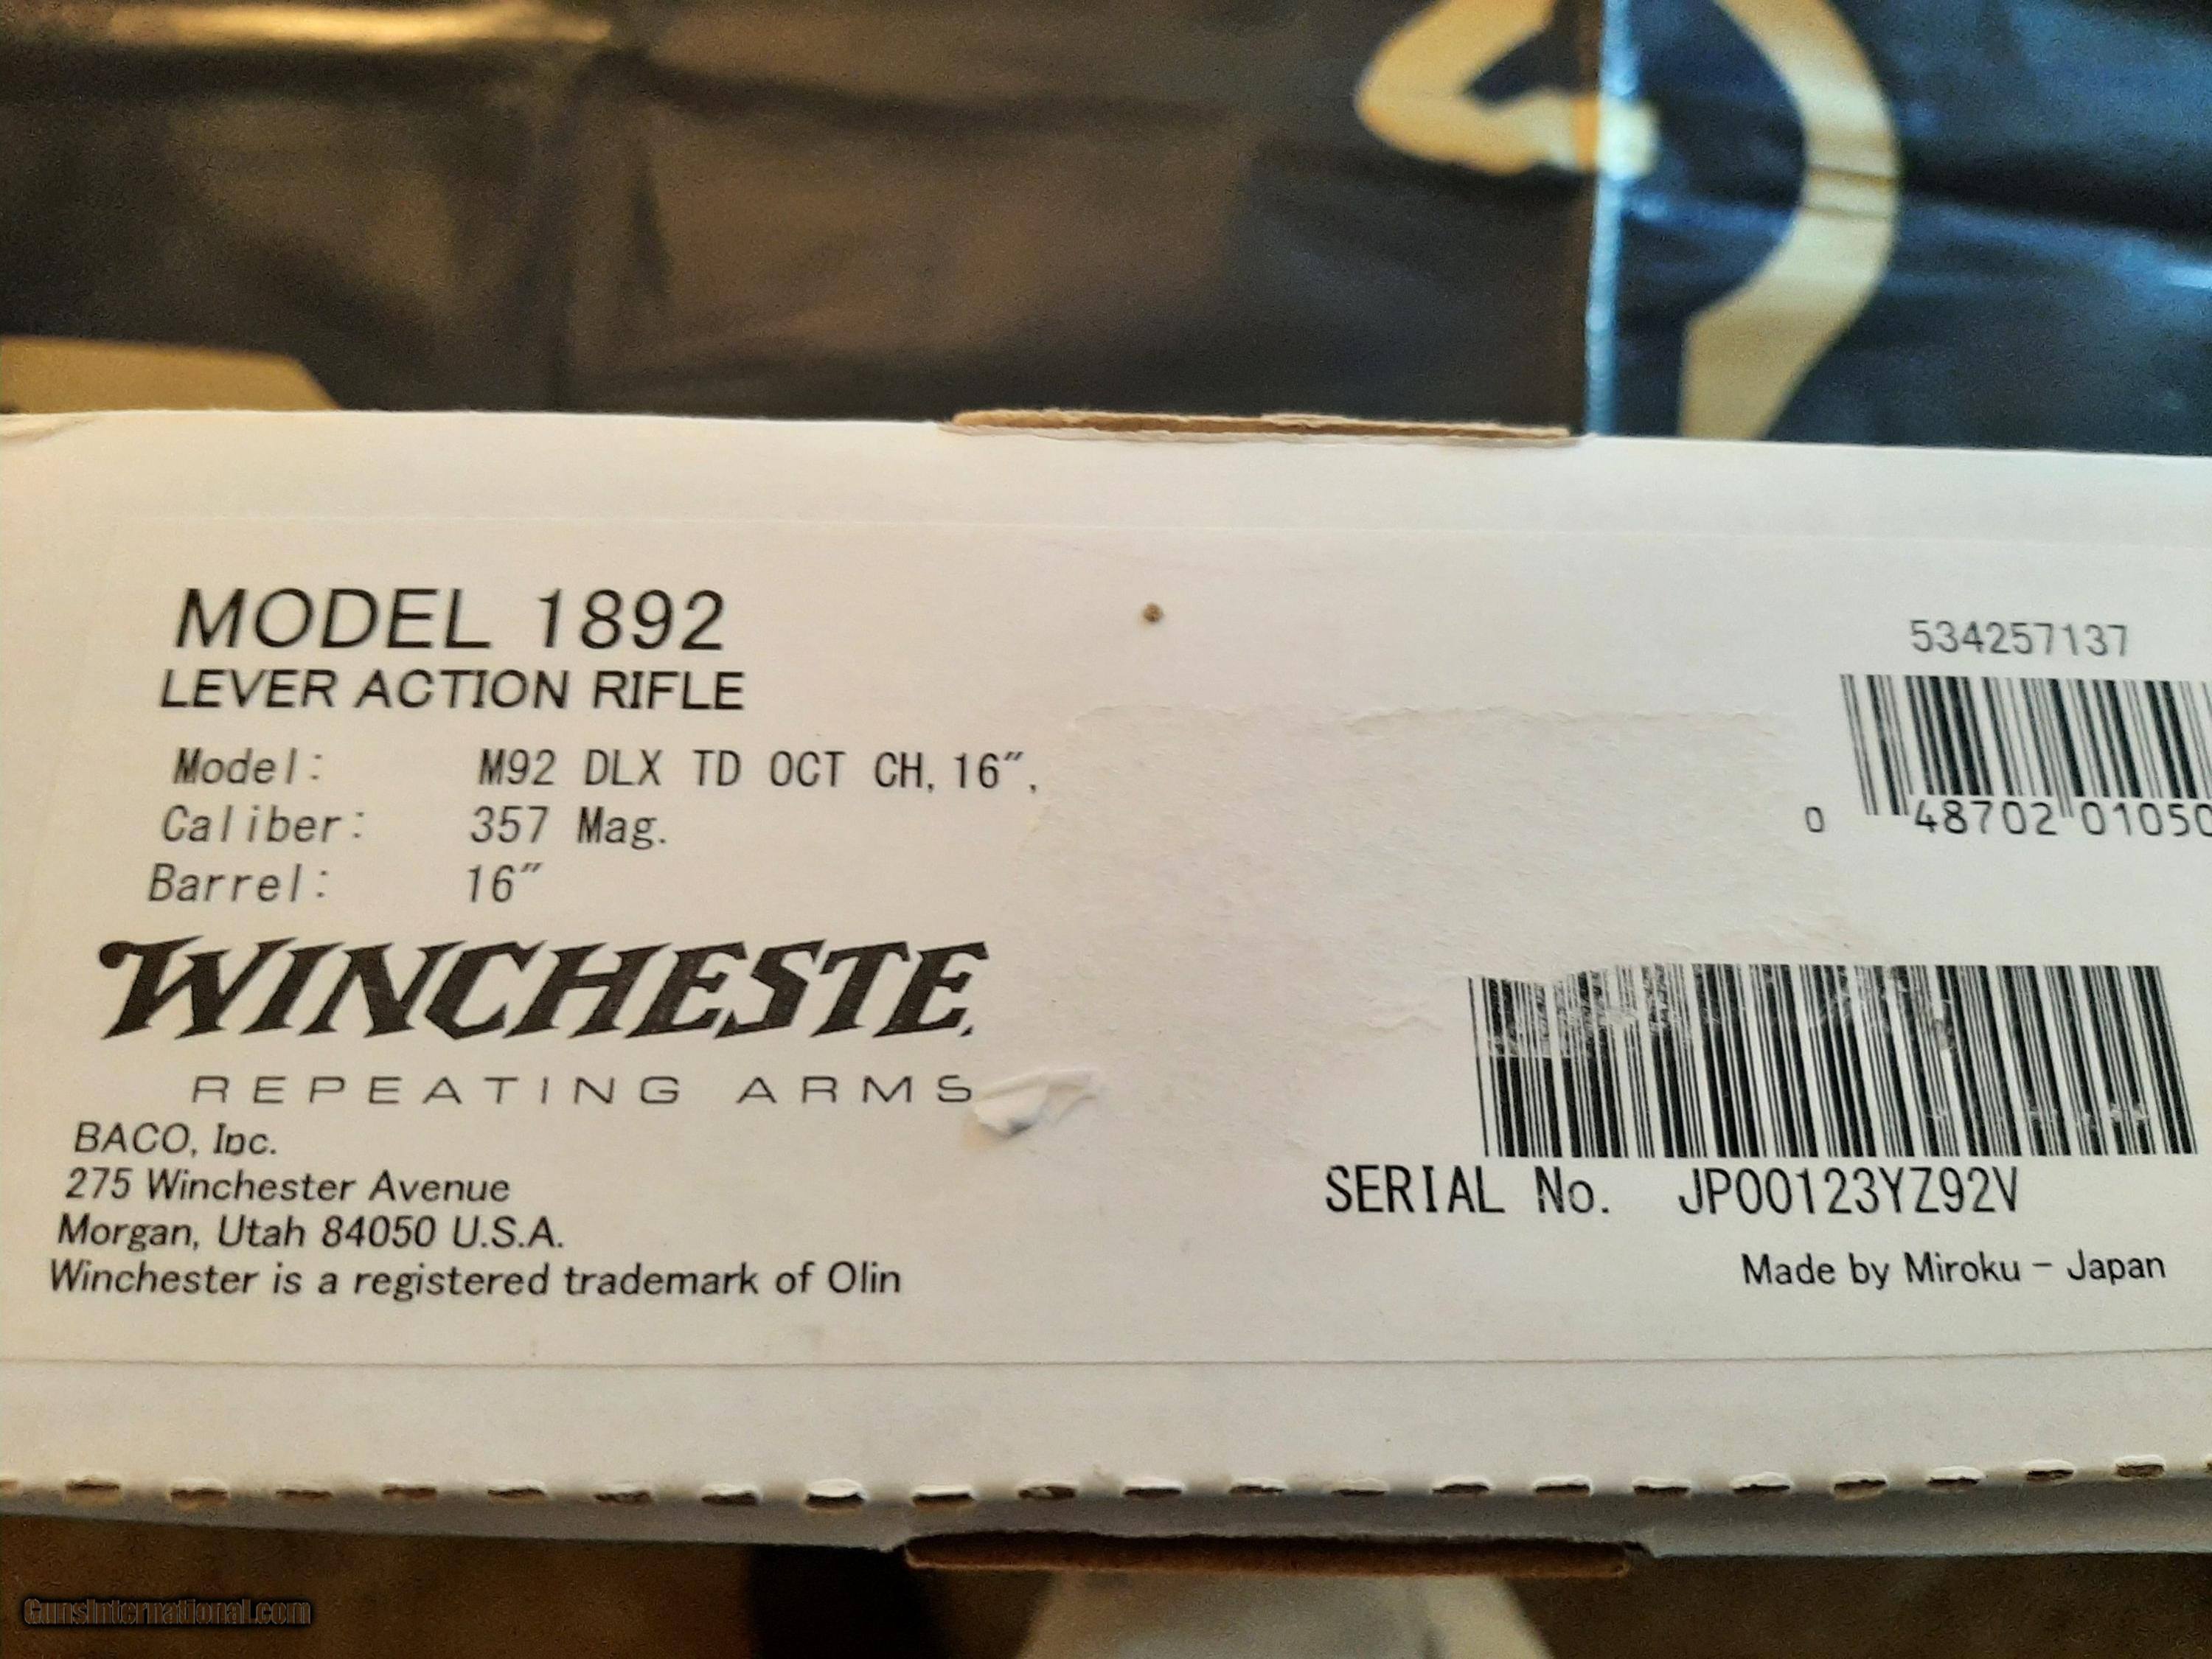 MODEL 1892
LEVER ACTION RIFLE
Model: M92 DLX TD OCT CH, 16",
Caliber: 357 Mag.
Barrel: 16"
WINCHESTE
REPEATING ARMS
BACO, Inc.
275 Winchester Avenue
Morgan, Utah 84050 U.S.A.
Winchester is a registered trademark of Olin
534257137
0 48702 01050
SERIAL No. JP00123YZ92V
Made by Miroku - Japan
GunsInternational.com